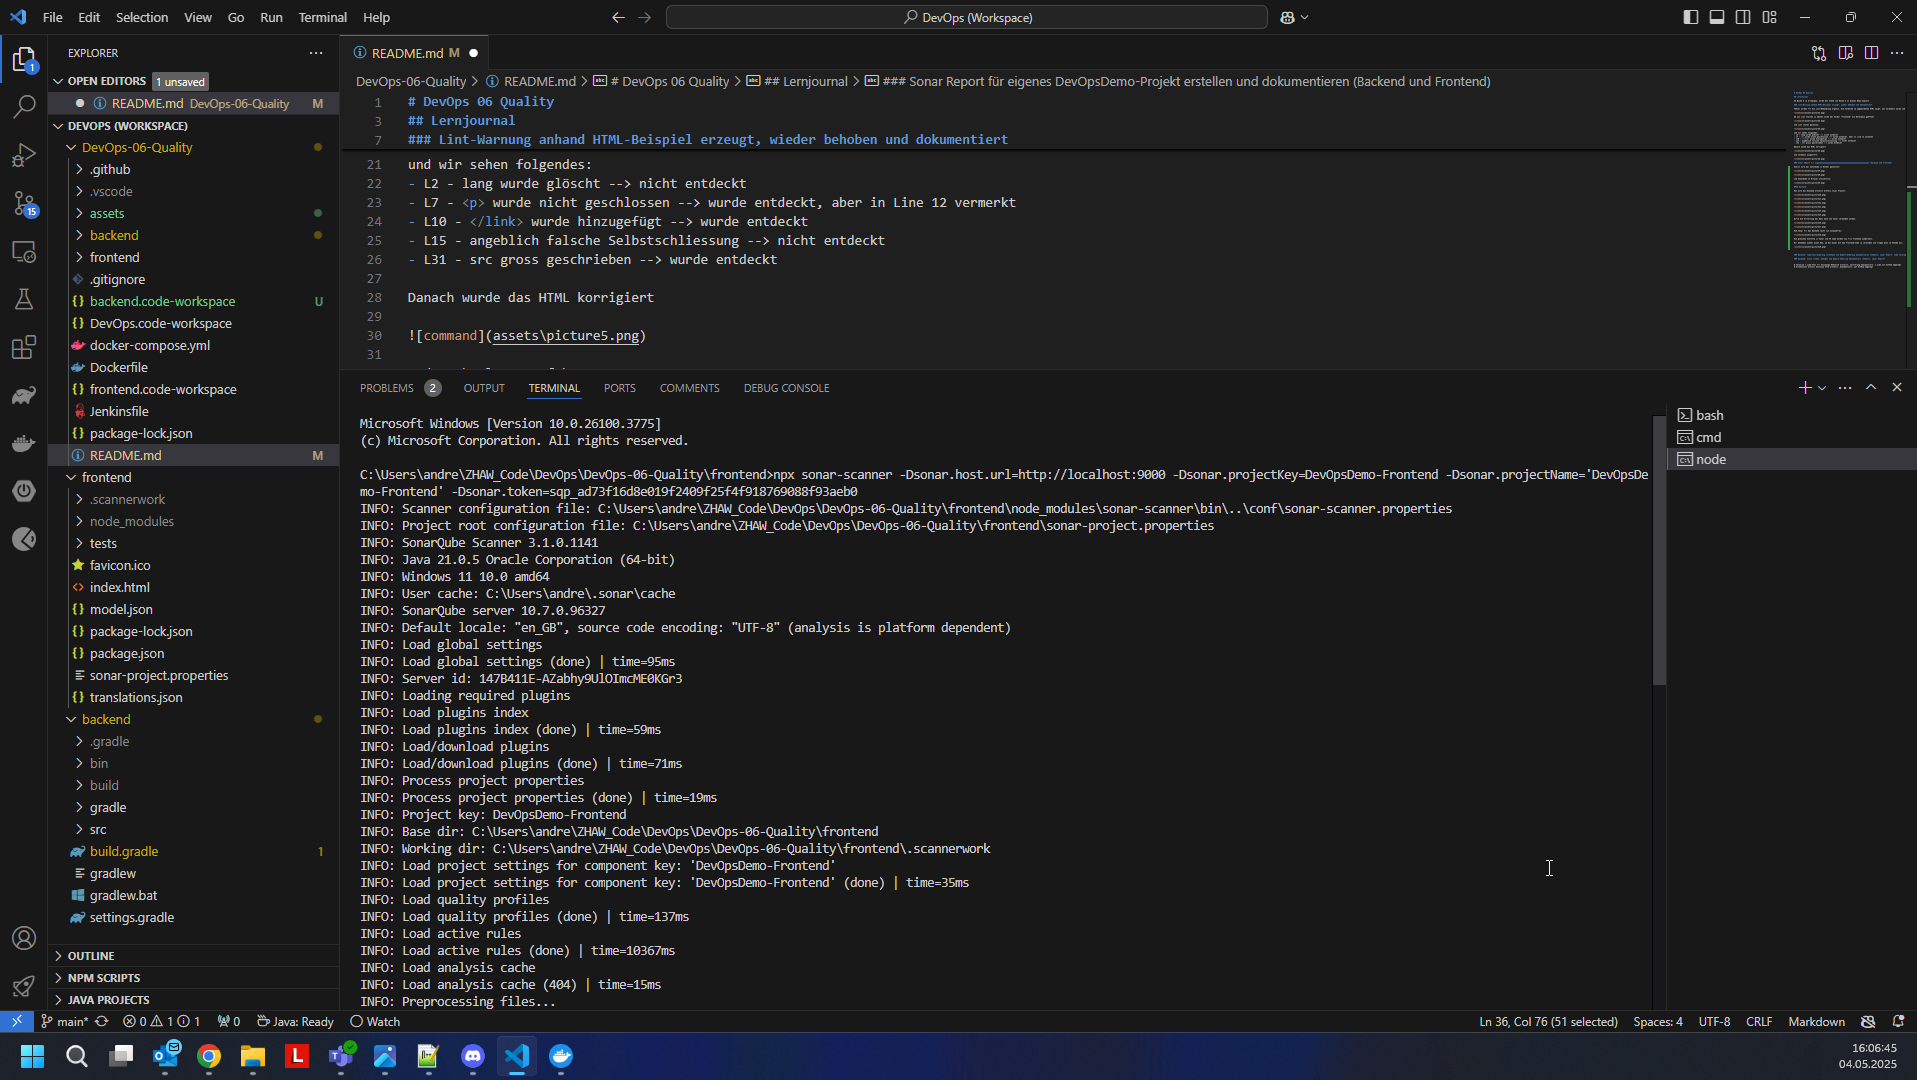 File Edit Selection View Go Run Terminal Help
DevOps (Workspace)
EXPLORER
OPEN EDITORS 1 unsaved
README.md DevOps-06-Quality M
DEVOPS (WORKSPACE)
DevOps-06-Quality
.github
.vscode
assets
backend
frontend
.gitignore
backend.code-workspace U
DevOps.code-workspace
docker-compose.yml
Dockerfile
frontend.code-workspace
Jenkinsfile
package-lock.json
README.md M
frontend
.scannerwork
node_modules
tests
favicon.ico
index.html
model.json
package-lock.json
package.json
sonar-project.properties
translations.json
backend
.gradle
bin
build
gradle
src
build.gradle 1
gradlew
gradlew.bat
settings.gradle
OUTLINE
NPM SCRIPTS
JAVA PROJECTS
1
15
README.md M
DevOps-06-Quality > README.md > # DevOps 06 Quality > ## Lernjournal > ### Sonar Report für eigenes DevOpsDemo-Projekt erstellen und dokumentieren (Backend und Frontend)
1 # DevOps 06 Quality
3 ## Lernjournal
7 ### Lint-Warnung anhand HTML-Beispiel erzeugt, wieder behoben und dokumentiert
21 und wir sehen folgendes:
22 - L2 - lang wurde glöscht --> nicht entdeckt
23 - L7 - <p> wurde nicht geschlossen --> wurde entdeckt, aber in Line 12 vermerkt
24 - L10 - </link> wurde hinzugefügt --> wurde entdeckt
25 - L15 - angeblich falsche Selbstschliessung --> nicht entdeckt
26 - L31 - src gross geschrieben --> wurde entdeckt
27
28 Danach wurde das HTML korrigiert
29
30 ![command](assets\picture5.png)
31
PROBLEMS 2 OUTPUT TERMINAL PORTS COMMENTS DEBUG CONSOLE
bash
cmd
node
Microsoft Windows [Version 10.0.26100.3775]
(c) Microsoft Corporation. All rights reserved.
C:\Users\andre\ZHAW_Code\DevOps\DevOps-06-Quality\frontend>npx sonar-scanner -Dsonar.host.url=http://localhost:9000 -Dsonar.projectKey=DevOpsDemo-Frontend -Dsonar.projectName='DevOpsDe
mo-Frontend' -Dsonar.token=sqp_ad73f16d8e019f2409f25f4f918769088f93aeb0
INFO: Scanner configuration file: C:\Users\andre\ZHAW_Code\DevOps\DevOps-06-Quality\frontend\node_modules\sonar-scanner\bin\..\conf\sonar-scanner.properties
INFO: Project root configuration file: C:\Users\andre\ZHAW_Code\DevOps\DevOps-06-Quality\frontend\sonar-project.properties
INFO: SonarQube Scanner 3.1.0.1141
INFO: Java 21.0.5 Oracle Corporation (64-bit)
INFO: Windows 11 10.0 amd64
INFO: User cache: C:\Users\andre\.sonar\cache
INFO: SonarQube server 10.7.0.96327
INFO: Default locale: "en_GB", source code encoding: "UTF-8" (analysis is platform dependent)
INFO: Load global settings
INFO: Load global settings (done) | time=95ms
INFO: Server id: 147B411E-AZabhy9UlOImcME0KGr3
INFO: Loading required plugins
INFO: Load plugins index
INFO: Load plugins index (done) | time=59ms
INFO: Load/download plugins
INFO: Load/download plugins (done) | time=71ms
INFO: Process project properties
INFO: Process project properties (done) | time=19ms
INFO: Project key: DevOpsDemo-Frontend
INFO: Base dir: C:\Users\andre\ZHAW_Code\DevOps\DevOps-06-Quality\frontend
INFO: Working dir: C:\Users\andre\ZHAW_Code\DevOps\DevOps-06-Quality\frontend\.scannerwork
INFO: Load project settings for component key: 'DevOpsDemo-Frontend'
INFO: Load project settings for component key: 'DevOpsDemo-Frontend' (done) | time=35ms
INFO: Load quality profiles
INFO: Load quality profiles (done) | time=137ms
INFO: Load active rules
INFO: Load active rules (done) | time=10367ms
INFO: Load analysis cache
INFO: Load analysis cache (404) | time=15ms
INFO: Preprocessing files...
main* 0 1 1 0 Java: Ready Watch
Ln 36, Col 76 (51 selected) Spaces: 4 UTF-8 CRLF Markdown
16:06:45
04.05.2025